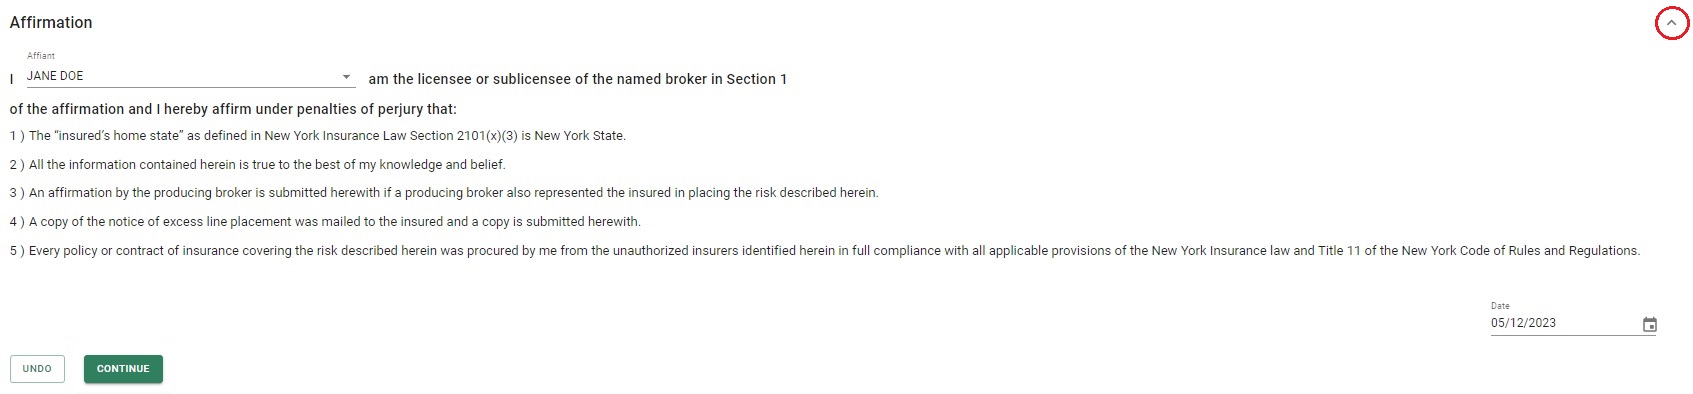 Affirmation
Affiant
I JANE DOE am the licensee or sublicensee of the named broker in Section 1
of the affirmation and I hereby affirm under penalties of perjury that:
1 ) The “insured’s home state” as defined in New York Insurance Law Section 2101(x)(3) is New York State.
2 ) All the information contained herein is true to the best of my knowledge and belief.
3 ) An affirmation by the producing broker is submitted herewith if a producing broker also represented the insured in placing the risk described herein.
4 ) A copy of the notice of excess line placement was mailed to the insured and a copy is submitted herewith.
5 ) Every policy or contract of insurance covering the risk described herein was procured by me from the unauthorized insurers identified herein in full compliance with all applicable provisions of the New York Insurance law and Title 11 of the New York Code of Rules and Regulations.
Date
05/12/2023
UNDO CONTINUE